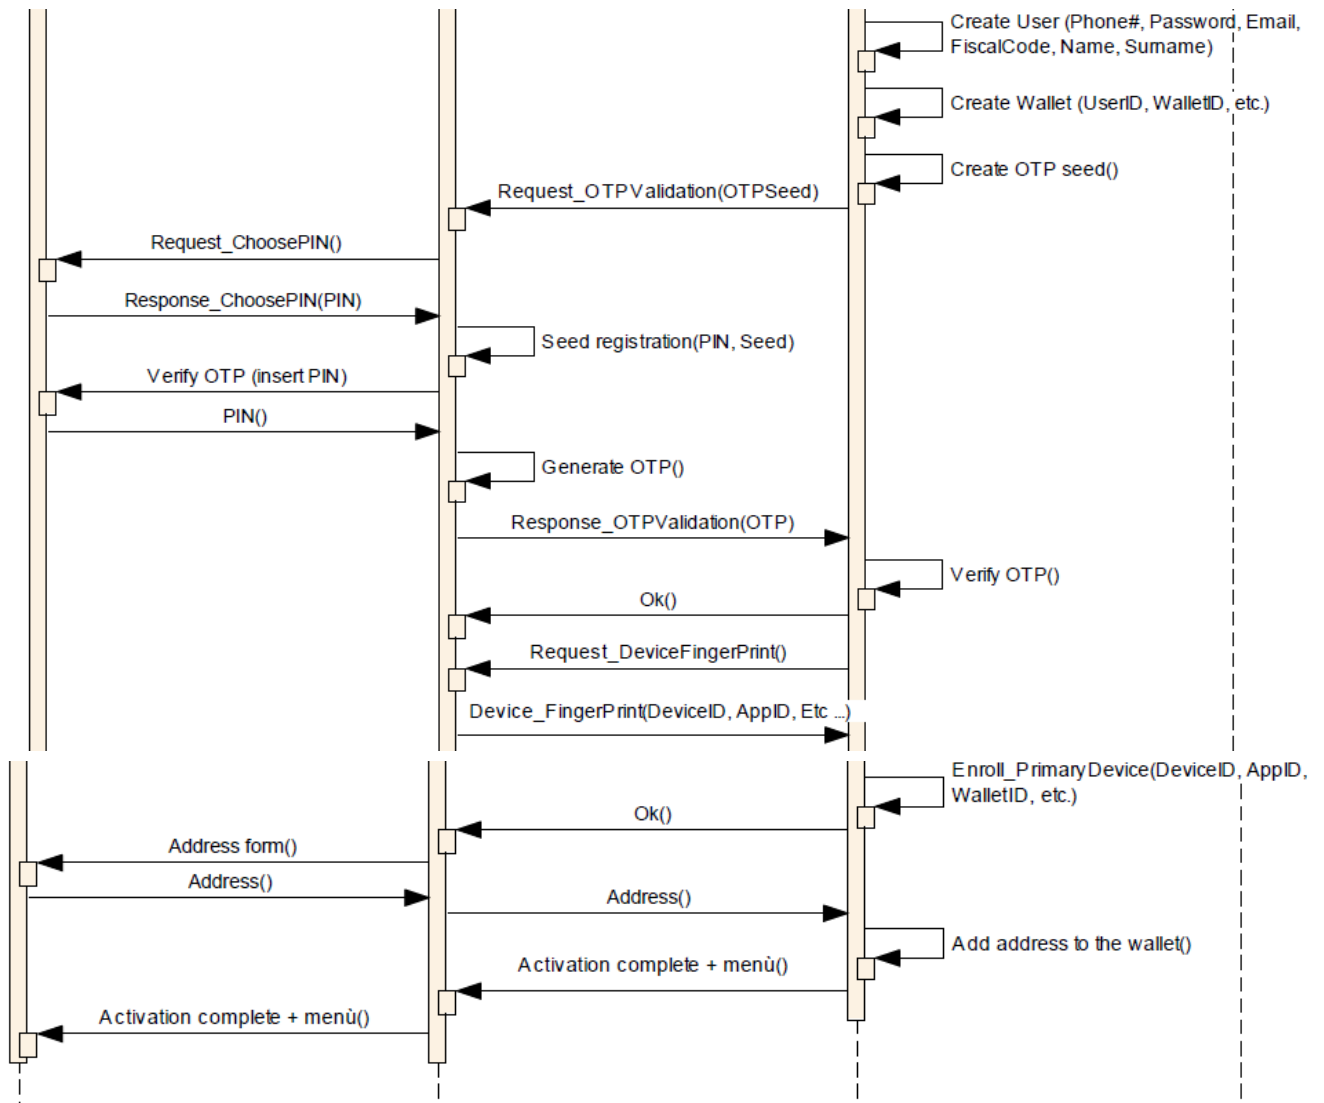 Create User (Phone#, Password, Email,
FiscalCode, Name, Surname)
Create Wallet (UserID, WalletID, etc.)
Create OTP seed()
Request_OTPValidation(OTPSeed)
Request_ChoosePIN()
Response_ChoosePIN(PIN)
Seed registration(PIN, Seed)
Verify OTP (insert PIN)
PIN()
Generate OTP()
Response_OTPValidation(OTP)
Verify OTP()
Ok()
Request_DeviceFingerPrint()
Device_FingerPrint(DeviceID, AppID, Etc ...)
Enroll_PrimaryDevice(DeviceID, AppID,
WalletID, etc.)
Ok()
Address form()
Address()
Address()
Add address to the wallet()
Activation complete + menù()
Activation complete + menù()